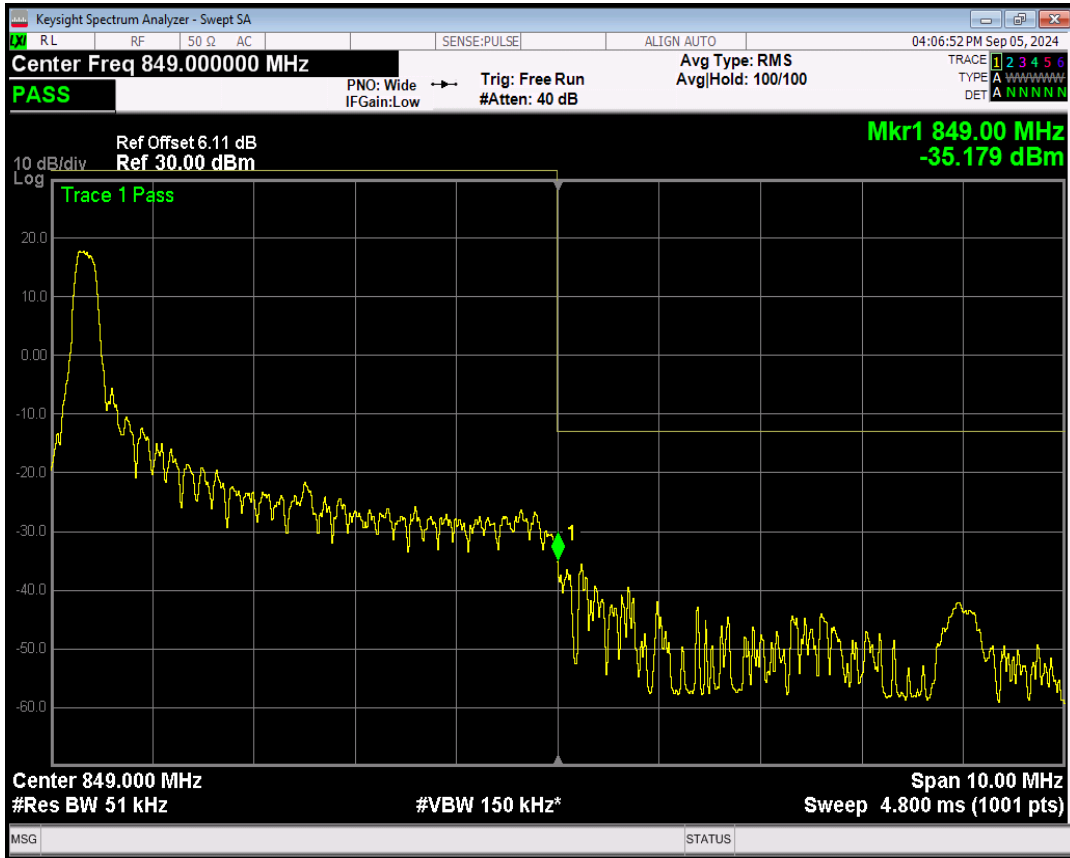 Keysight Spectrum Analyzer - Swept SA
LXI RL RF 50 Ω AC SENSE:PULSE ALIGN AUTO 04:06:52 PM Sep 05, 2024
Center Freq 849.000000 MHz
PASS
PNO: Wide
IFGain:Low
Trig: Free Run
#Atten: 40 dB
Avg Type: RMS
Avg|Hold: 100/100
TRACE 1 2 3 4 5 6
TYPE A WWWWW
DET A N N N N N
Mkr1 849.00 MHz
-35.179 dBm
Ref Offset 6.11 dB
10 dB/div Ref 30.00 dBm
Log
Trace 1 Pass
20.0
10.0
0.00
-10.0
-20.0
-30.0
1
-40.0
-50.0
-60.0
Center 849.000 MHz Span 10.00 MHz
#Res BW 51 kHz #VBW 150 kHz* Sweep 4.800 ms (1001 pts)
MSG STATUS